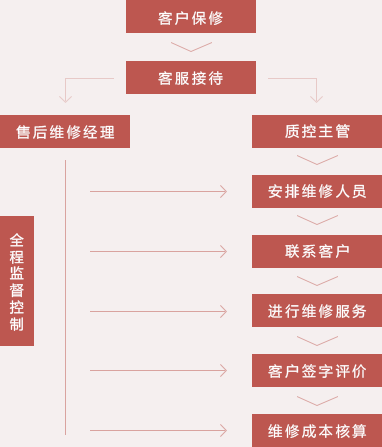 客户保修
客服接待
售后维修经理
质控主管
安排维修人员
全程监督控制
联系客户
进行维修服务
客户签字评价
维修成本核算